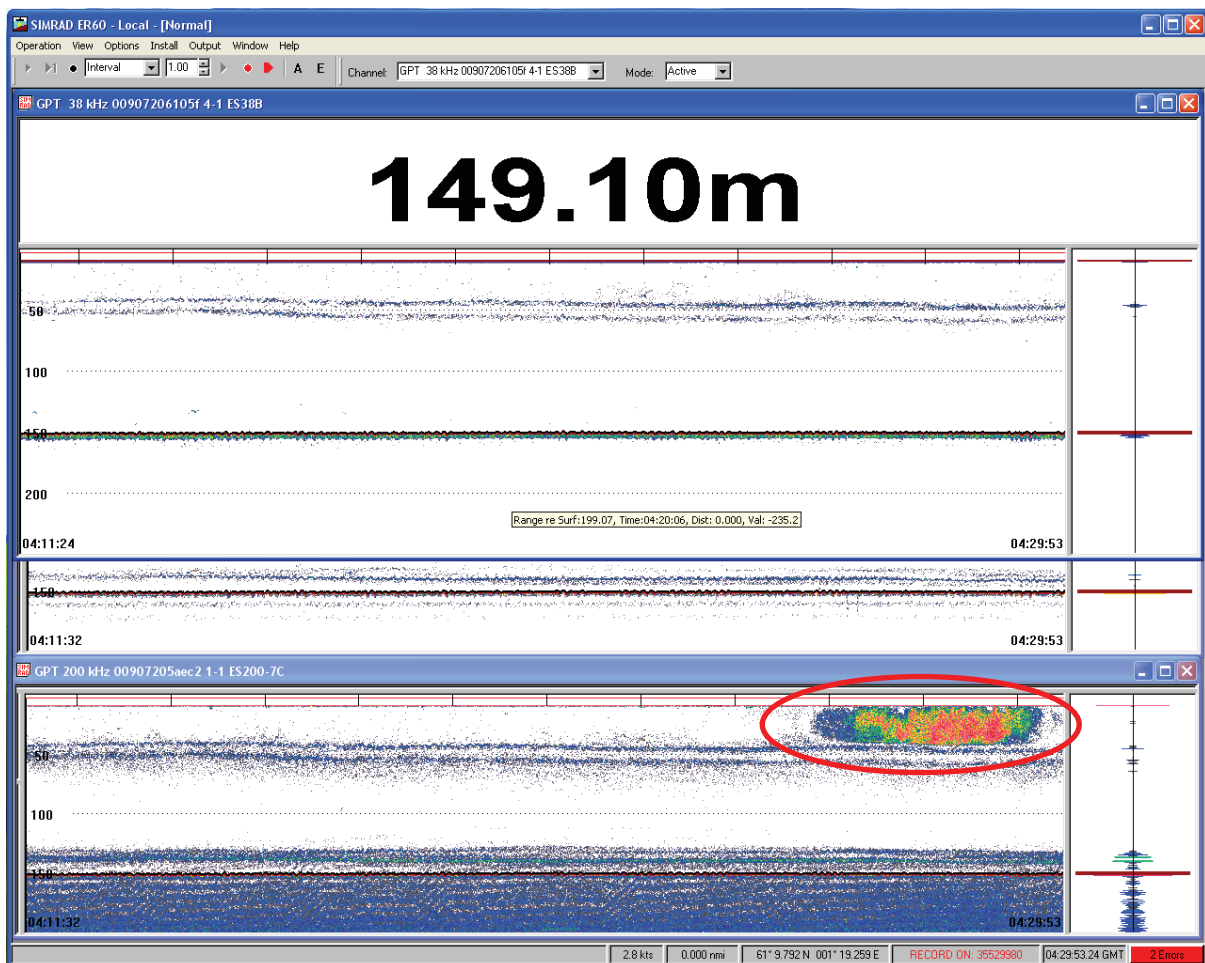 SIMRAD ER60 - Local - [Normal]
Operation View Options Install Output Window Help
Interval 1.00 A E Channel: GPT 38 kHz 00907206105f 4-1 ES38B Mode: Active
GPT 38 kHz 00907206105f 4-1 ES38B
149.10m
50
100
150
200
Range re Surf:199.07, Time:04:20:06, Dist: 0.000, Val: -235.2
04:11:24 04:29:53
150
04:11:32 04:29:53
GPT 200 kHz 00907205aec2 1-1 ES200-7C
50
100
150
04:11:32 04:29:53
2.8 kts 0.000 nmi 61° 9.792 N 001° 19.259 E RECORD ON: 35529980 04:29:53.24 GMT 2 Errors